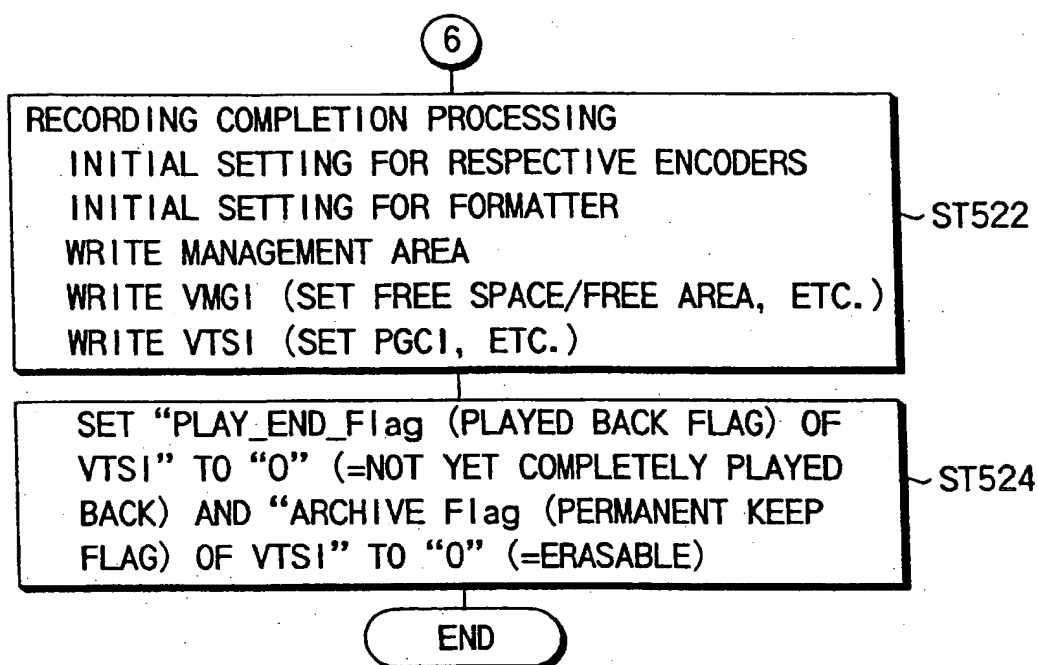 6
RECORDING COMPLETION PROCESSING
INITIAL SETTING FOR RESPECTIVE ENCODERS
INITIAL SETTING FOR FORMATTER
WRITE MANAGEMENT AREA
WRITE VMGI (SET FREE SPACE/FREE AREA, ETC.)
WRITE VTSI (SET PGCI, ETC.)
ST522
SET “PLAY_END_Flag (PLAYED BACK FLAG) OF
VTSI” TO “0” (=NOT YET COMPLETELY PLAYED
BACK) AND “ARCHIVE Flag (PERMANENT KEEP
FLAG) OF VTSI” TO “0” (=ERASABLE)
ST524
END